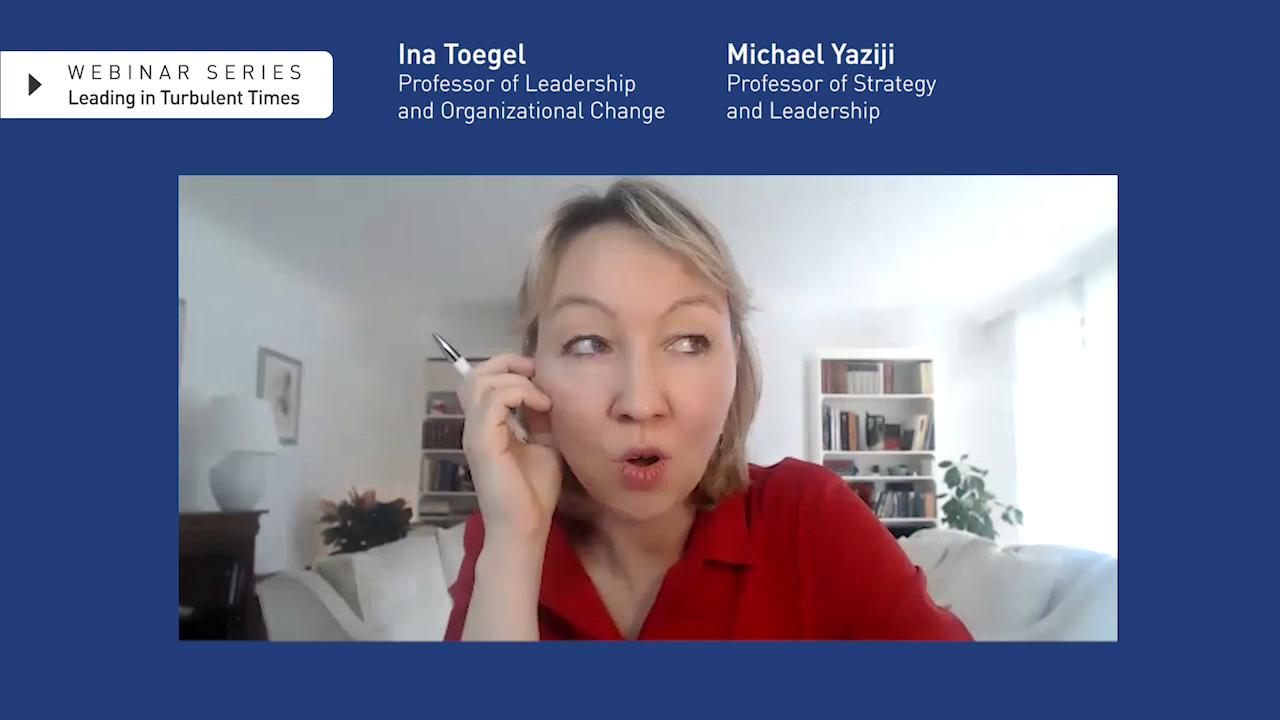 WEBINAR SERIES
Leading in Turbulent Times
Ina Toegel
Professor of Leadership
and Organizational Change
Michael Yaziji
Professor of Strategy
and Leadership